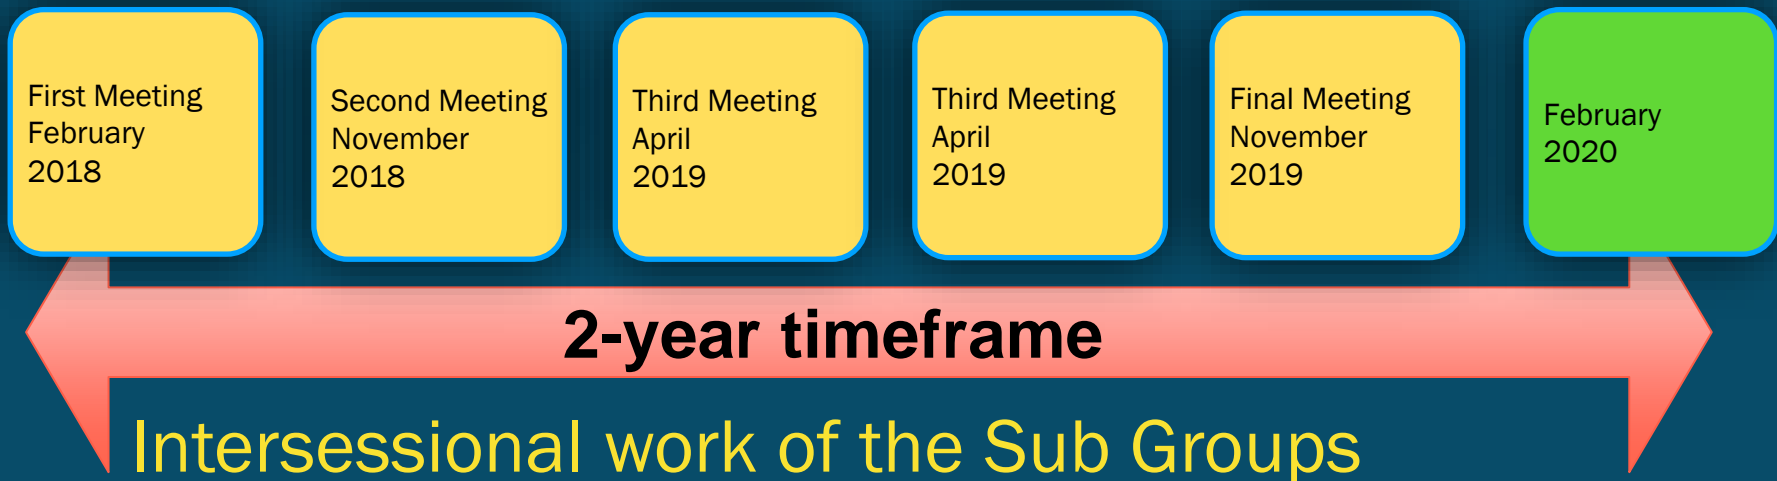 First Meeting
February
2018
Second Meeting
November
2018
Third Meeting
April
2019
Third Meeting
April
2019
Final Meeting
November
2019
February
2020
2-year timeframe
Intersessional work of the Sub Groups